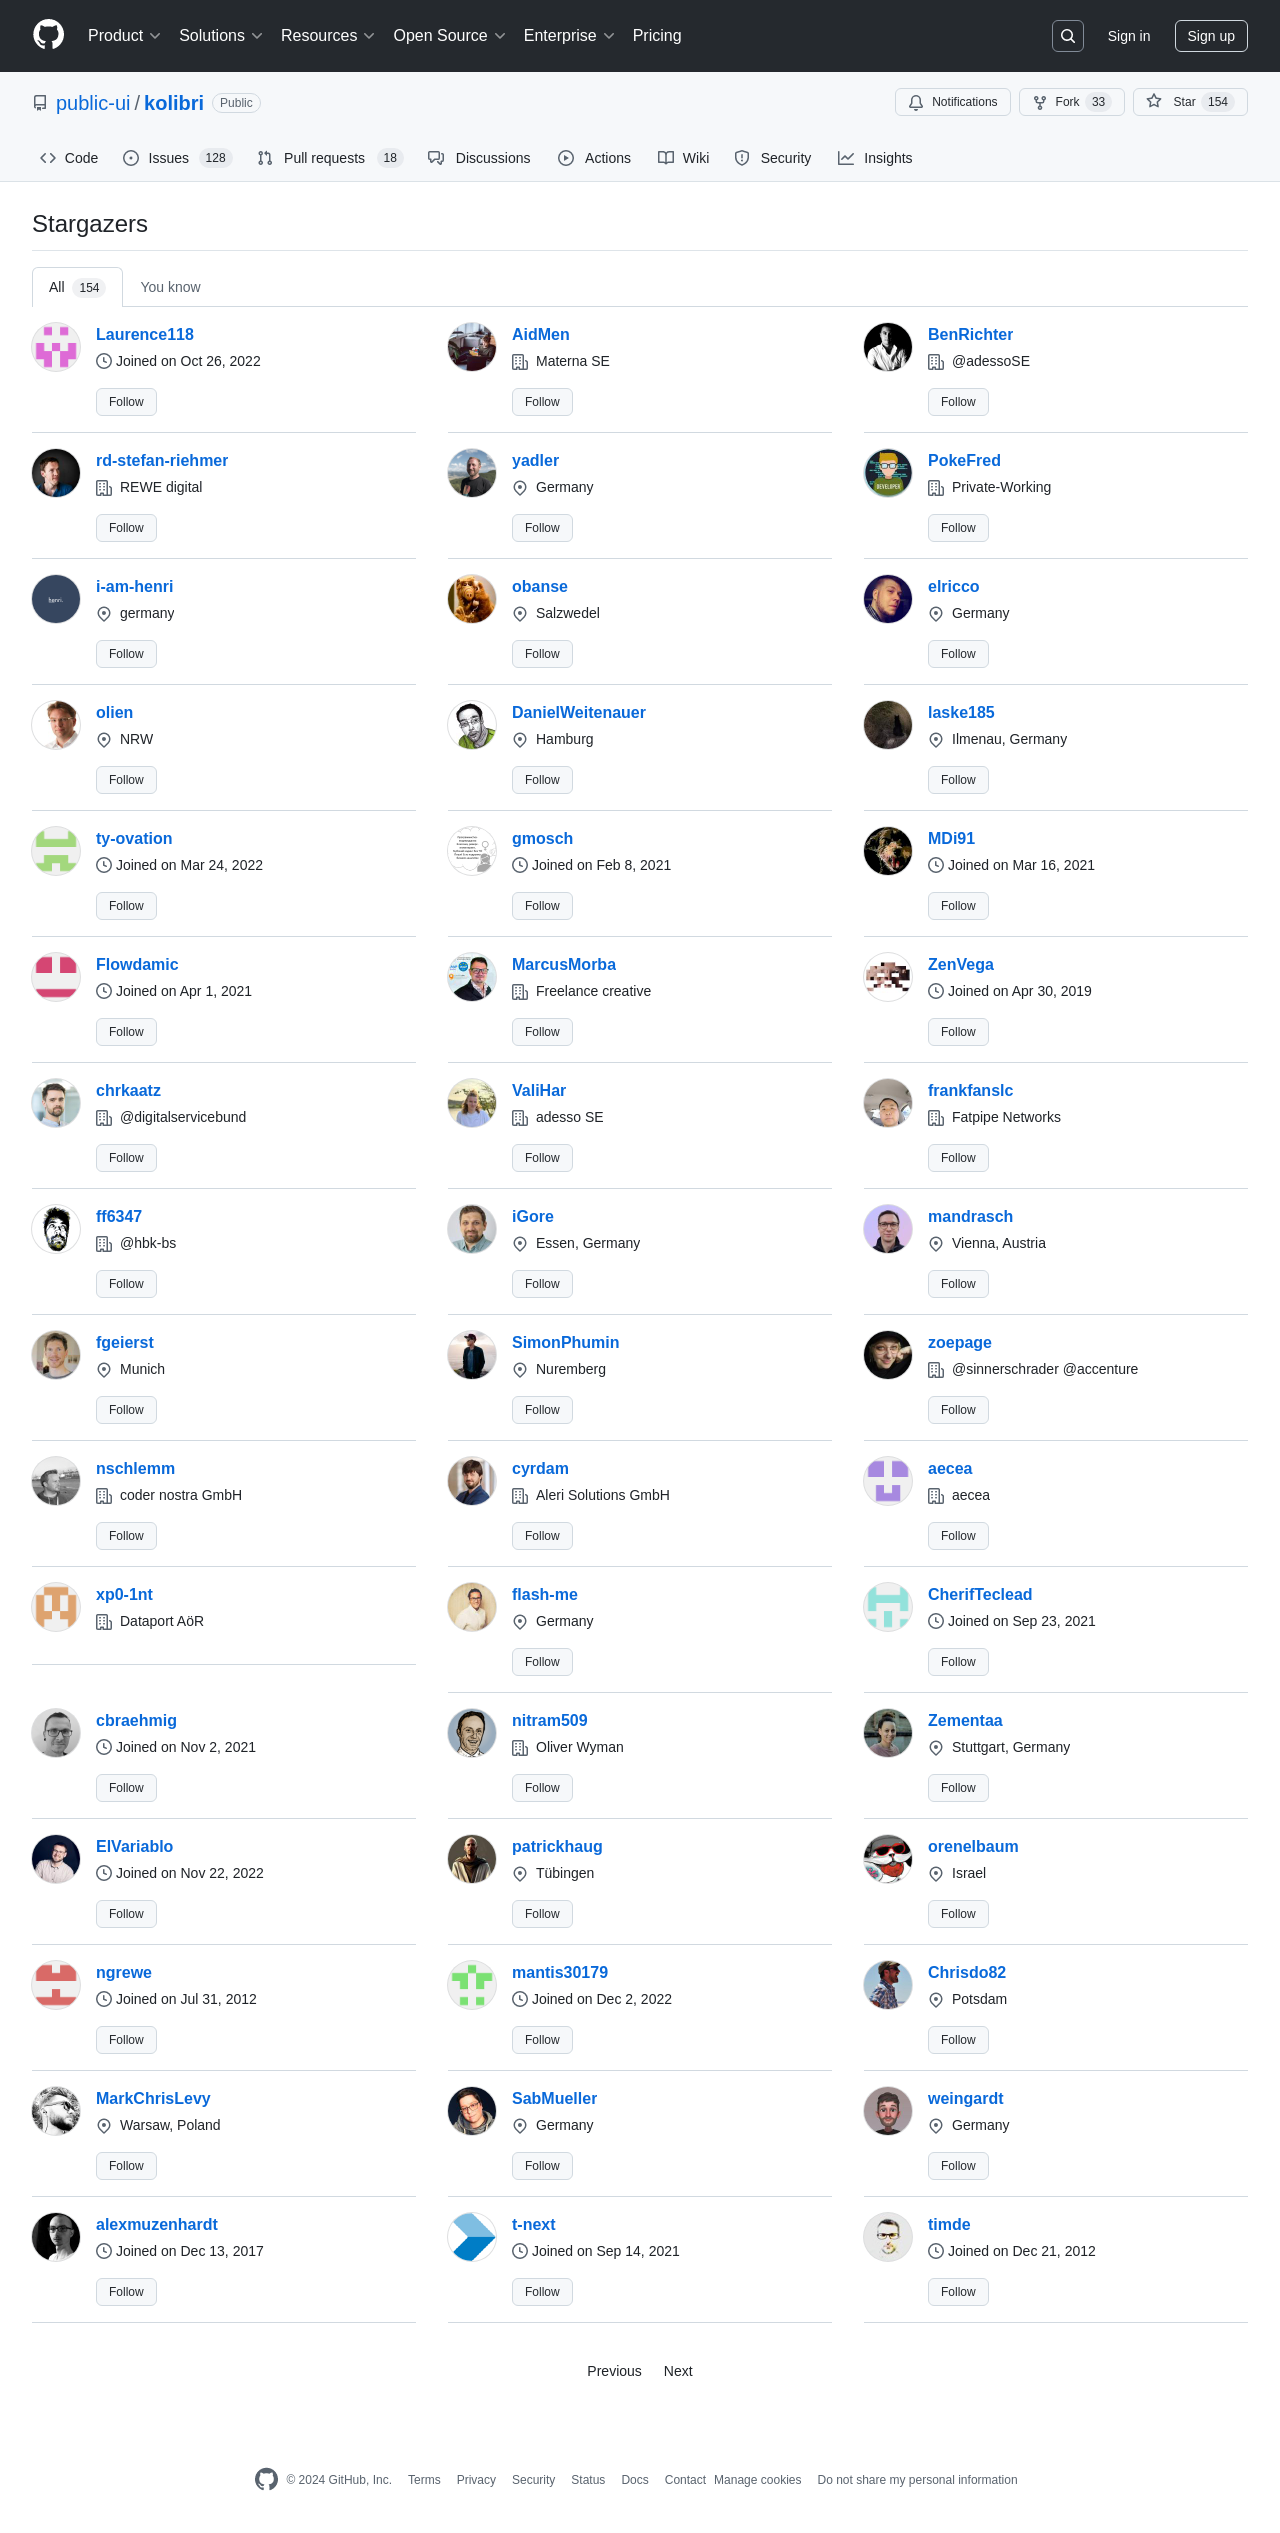 Product Solutions Resources Open Source Enterprise Pricing Sign in Sign up
public-ui / kolibri Public Notifications Fork 33 Star 154
Code Issues 128 Pull requests 18 Discussions Actions Wiki Security Insights
Stargazers
All 154 You know
Laurence118 AidMen BenRichter
Joined on Oct 26, 2022 Materna SE @adessoSE
Follow Follow Follow
rd-stefan-riehmer yadler PokeFred
REWE digital Germany Private-Working
Follow Follow Follow
i-am-henri obanse elricco
germany Salzwedel Germany
Follow Follow Follow
olien DanielWeitenauer laske185
NRW Hamburg Ilmenau, Germany
Follow Follow Follow
ty-ovation gmosch MDi91
Joined on Mar 24, 2022 Joined on Feb 8, 2021 Joined on Mar 16, 2021
Follow Follow Follow
Flowdamic MarcusMorba ZenVega
Joined on Apr 1, 2021 Freelance creative Joined on Apr 30, 2019
Follow Follow Follow
chrkaatz ValiHar frankfanslc
@digitalservicebund adesso SE Fatpipe Networks
Follow Follow Follow
ff6347 iGore mandrasch
@hbk-bs Essen, Germany Vienna, Austria
Follow Follow Follow
fgeierst SimonPhumin zoepage
Munich Nuremberg @sinnerschrader @accenture
Follow Follow Follow
nschlemm cyrdam aecea
coder nostra GmbH Aleri Solutions GmbH aecea
Follow Follow Follow
xp0-1nt flash-me CherifTeclead
Dataport AöR Germany Joined on Sep 23, 2021
Follow Follow
cbraehmig nitram509 Zementaa
Joined on Nov 2, 2021 Oliver Wyman Stuttgart, Germany
Follow Follow Follow
ElVariablo patrickhaug orenelbaum
Joined on Nov 22, 2022 Tübingen Israel
Follow Follow Follow
ngrewe mantis30179 Chrisdo82
Joined on Jul 31, 2012 Joined on Dec 2, 2022 Potsdam
Follow Follow Follow
MarkChrisLevy SabMueller weingardt
Warsaw, Poland Germany Germany
Follow Follow Follow
alexmuzenhardt t-next timde
Joined on Dec 13, 2017 Joined on Sep 14, 2021 Joined on Dec 21, 2012
Follow Follow Follow
Previous Next
© 2024 GitHub, Inc. Terms Privacy Security Status Docs Contact Manage cookies Do not share my personal information